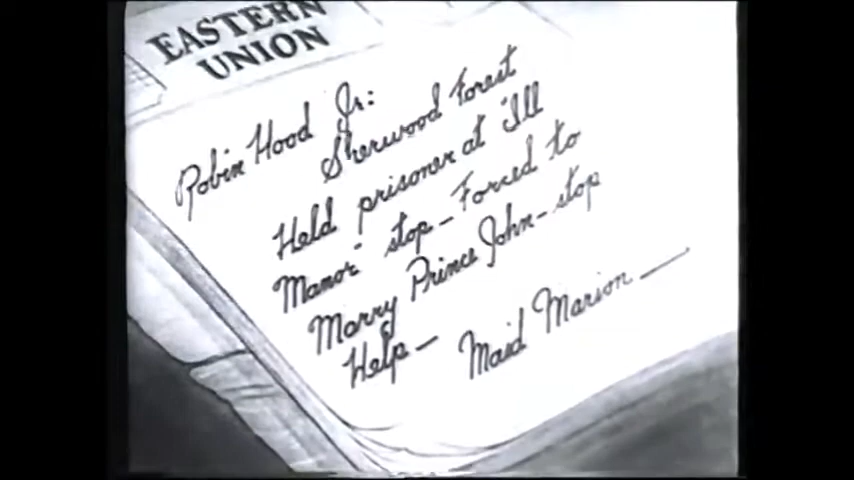 EASTERN
UNION
Robin Hood Jr:
Sherwood Forest
Held prisoner at "Ill
Manor" stop - Forced to
Marry Prince John - stop
Help -
Maid Marion